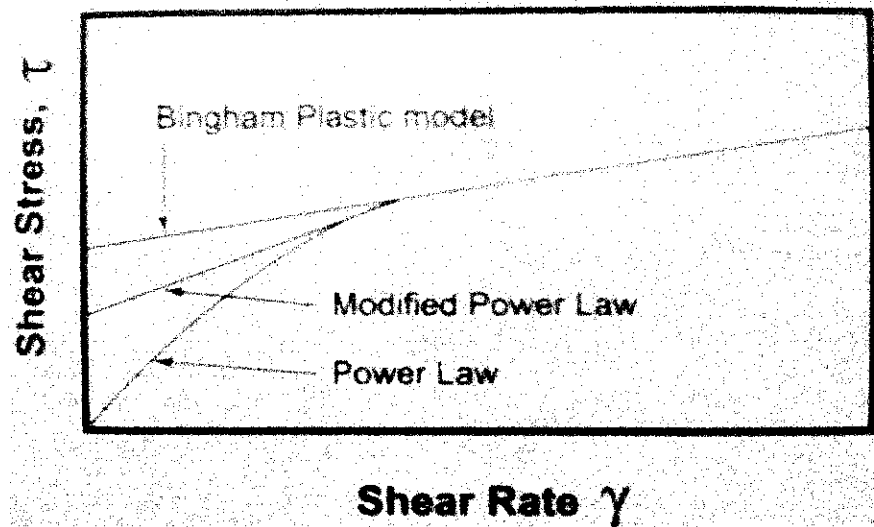 Shear Stress, τ
Bingham Plastic model
Modified Power Law
Power Law
Shear Rate γ